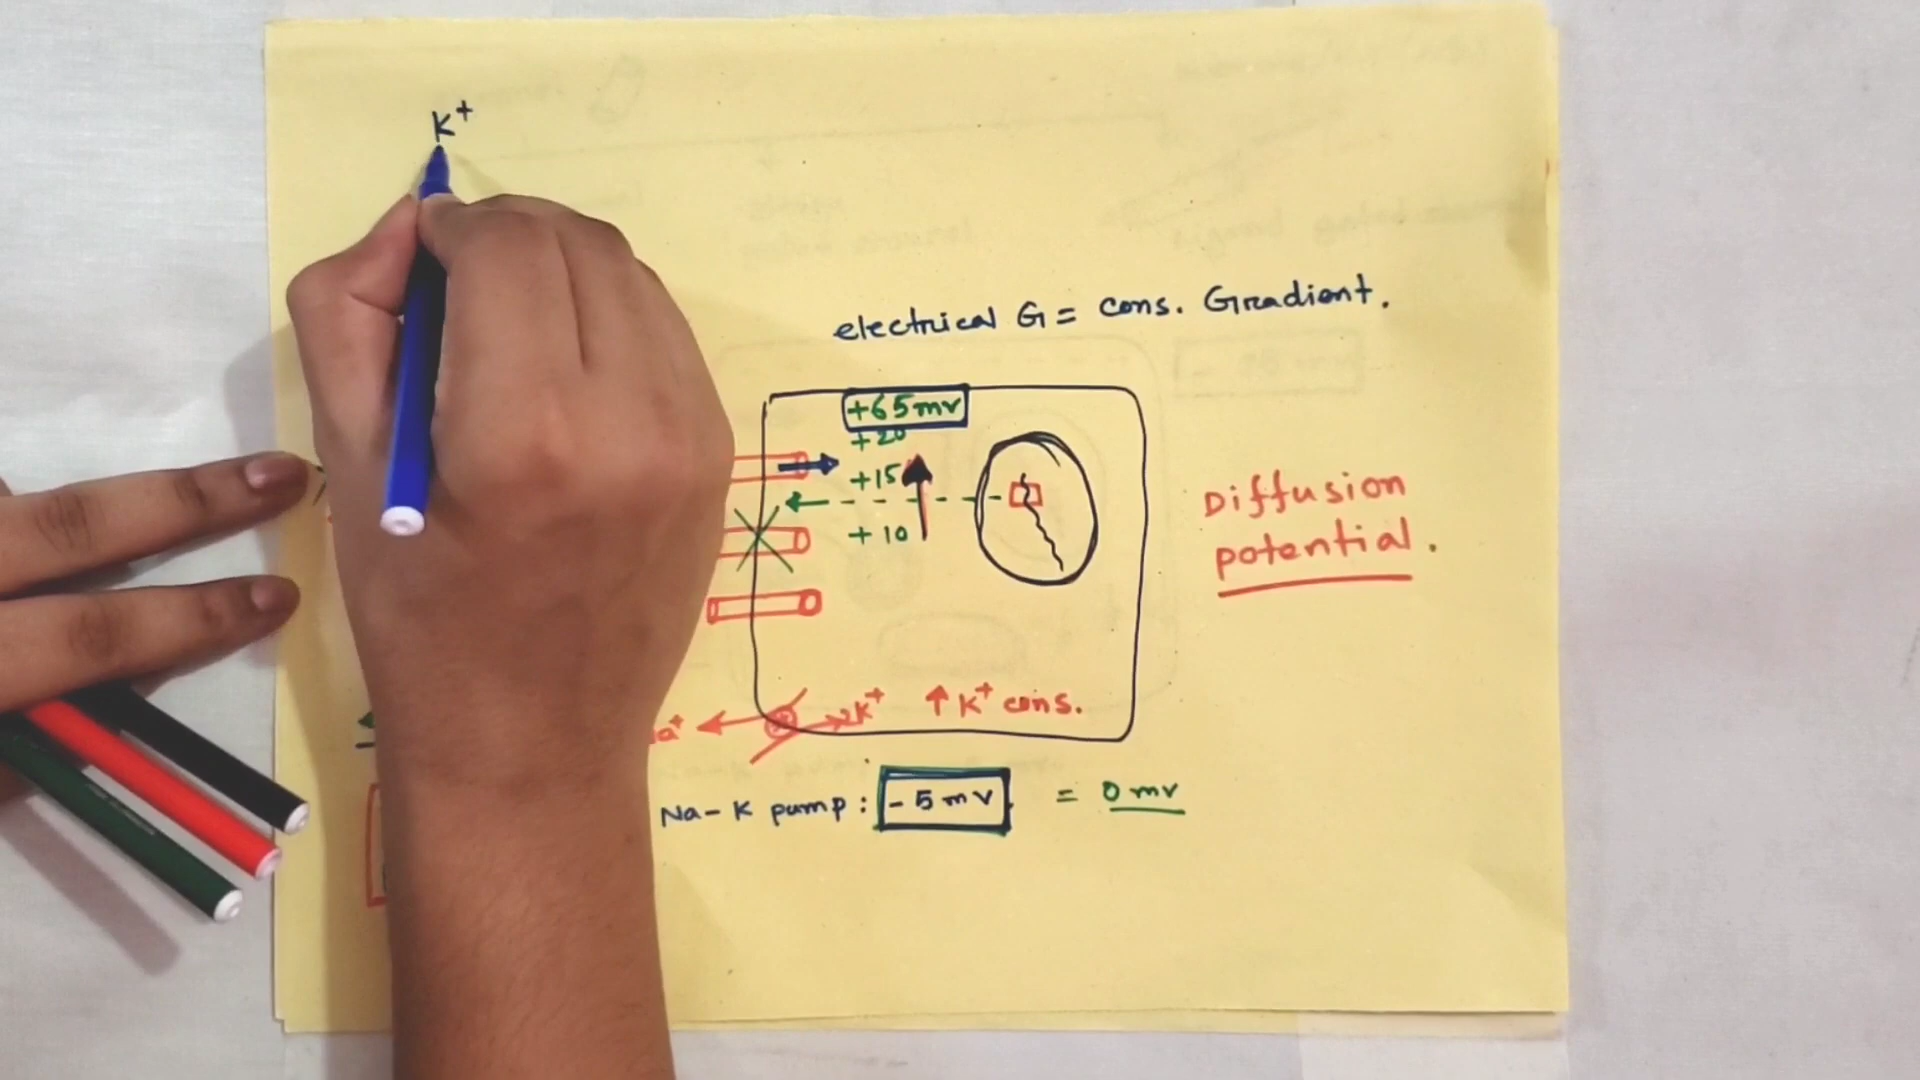 K+
electrical G = cons. Gradient.
+65mv
+20
+15
+10
Diffusion
potential.
2K+
↑ K+ cons.
Na-K pump: -5mV = 0mv